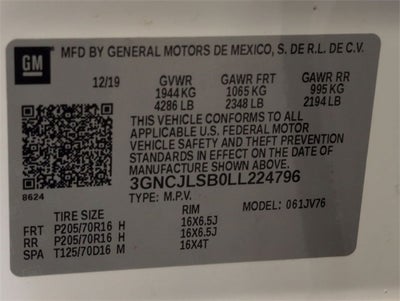 GM
MFD BY GENERAL MOTORS DE MEXICO, S. DE R.L. DE C.V.
12/19 GVWR GAWR FRT GAWR RR
1944 KG 1065 KG 995 KG
4286 LB 2348 LB 2194 LB
THIS VEHICLE CONFORMS TO ALL
APPLICABLE U.S. FEDERAL MOTOR
VEHICLE SAFETY AND THEFT PREVENTION
STANDARDS IN EFFECT ON THE DATE OF
MANUFACTURE SHOWN ABOVE.
3GNCJLSB0LL224796
8624
TYPE: M.P.V.
MODEL: 061JV76
TIRE SIZE RIM
FRT P205/70R16 H 16X6.5J
RR P205/70R16 H 16X6.5J
SPA T125/70D16 M 16X4T